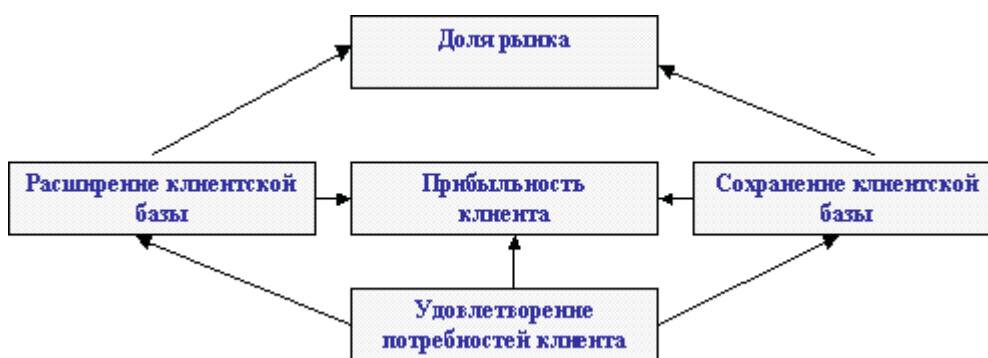 Доля рынка
Расширение клиентской
базы
Прибыльность
клиента
Сохранение клиентской
базы
Удовлетворение
потребностей клиента